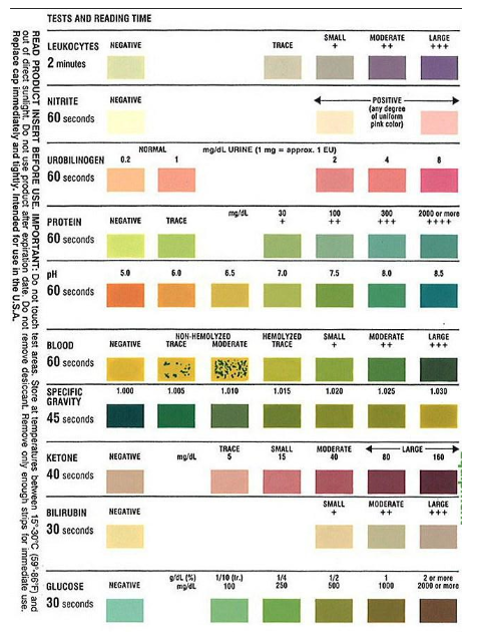 TESTS AND READING TIME
LEUKOCYTES NEGATIVE TRACE SMALL MODERATE LARGE
2 minutes + ++ +++
NITRITE NEGATIVE POSITIVE
60 seconds (any degree
of uniform
pink color)
NORMAL mg/dL URINE (1 mg = approx. 1 EU)
UROBILINOGEN 0.2 1 2 4 8
60 seconds
PROTEIN NEGATIVE TRACE mg/dL 30 100 300 2000 or more
60 seconds + ++ +++ ++++
pH 5.0 6.0 6.5 7.0 7.5 8.0 8.5
60 seconds
NON-HEMOLYZED HEMOLYZED SMALL MODERATE LARGE
BLOOD NEGATIVE TRACE MODERATE TRACE + ++ +++
60 seconds
SPECIFIC 1.000 1.005 1.010 1.015 1.020 1.025 1.030
GRAVITY
45 seconds
TRACE SMALL MODERATE LARGE
KETONE NEGATIVE mg/dL 5 15 40 80 160
40 seconds
BILIRUBIN NEGATIVE SMALL MODERATE LARGE
30 seconds + ++ +++
g/dL (%) 1/10 (tr.) 1/4 1/2 1 2 or more
GLUCOSE NEGATIVE mg/dL 100 250 500 1000 2000 or more
30 seconds
READ PRODUCT INSERT BEFORE USE. IMPORTANT: Do not touch test areas. Store at temperatures between 15°-30°C (59°-86°F) and
out of direct sunlight. Do not use product after expiration date. Do not remove desiccant. Remove only enough strips for immediate use.
Replace cap immediately and tightly. Intended for use in the U.S.A.